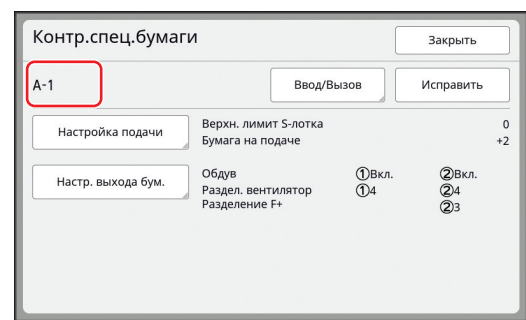 Контр.спец.бумаги Закрыть
A-1 Ввод/Вызов Исправить
Настройка подачи Верхн. лимит S-лотка 0
Бумага на подаче +2
Настр. выхода бум. Обдув ①Вкл. ②Вкл.
Раздел. вентилятор ①4 ②4
Разделение F+ ②3